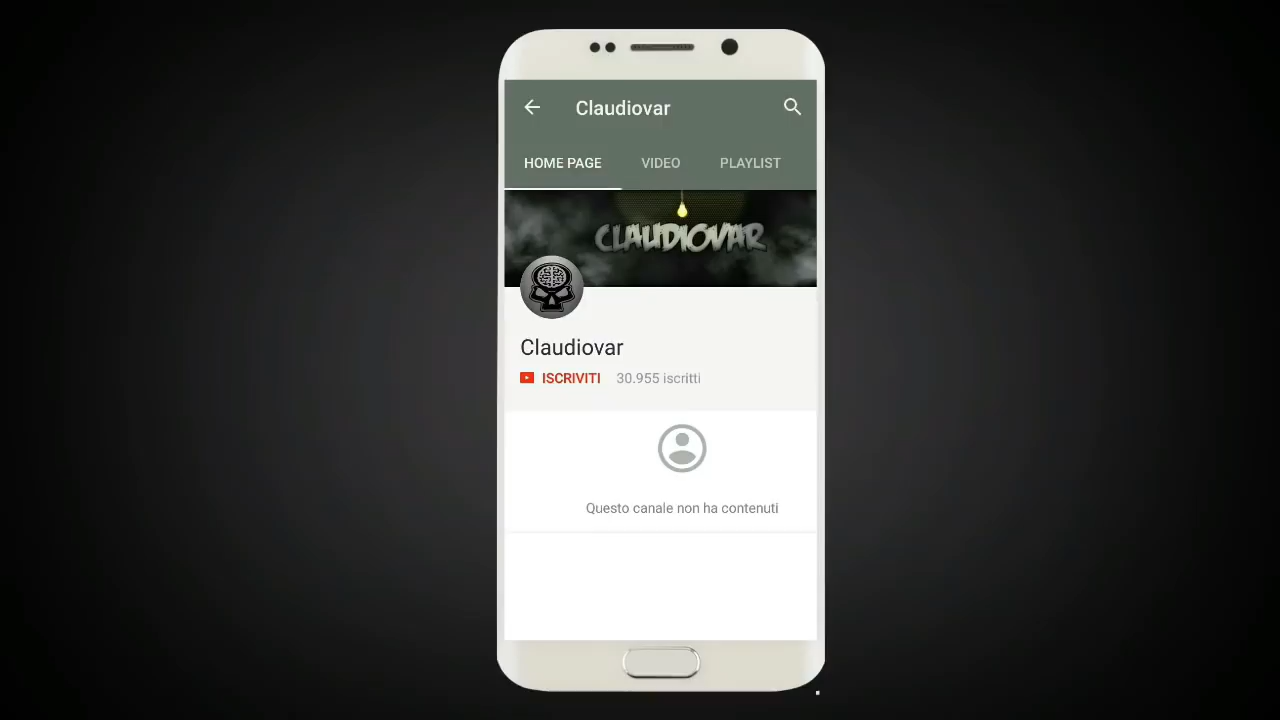 Claudiovar
HOME PAGE VIDEO PLAYLIST
CLAUDIOVAR
Claudiovar
ISCRIVITI 30.955 iscritti
Questo canale non ha contenuti